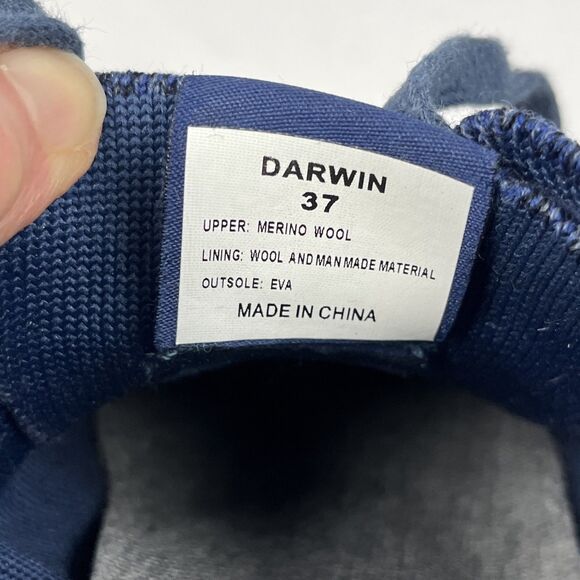 DARWIN
37
UPPER: MERINO WOOL
LINING: WOOL AND MAN MADE MATERIAL
OUTSOLE: EVA
MADE IN CHINA